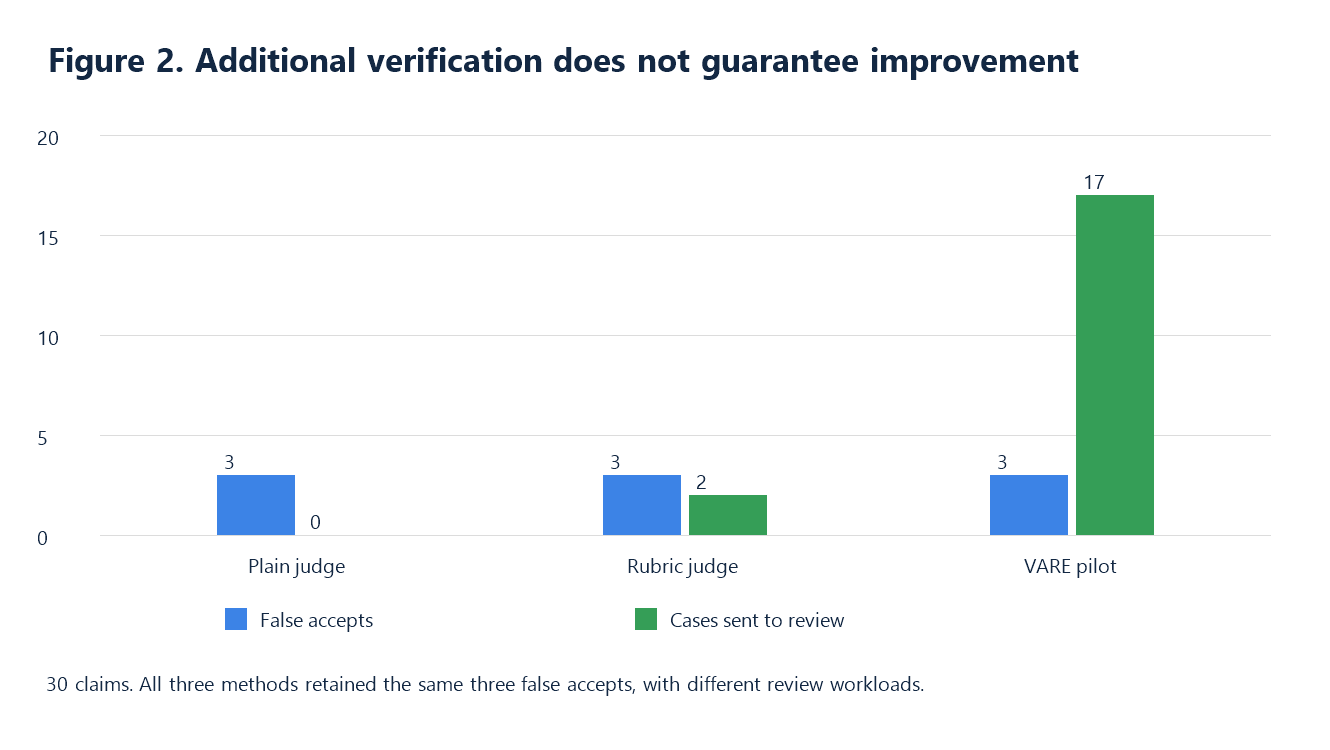 Figure 2. Additional verification does not guarantee improvement
20
15
10
5
0
3
0
3
2
3
17
Plain judge
Rubric judge
VARE pilot
False accepts
Cases sent to review
30 claims. All three methods retained the same three false accepts, with different review workloads.